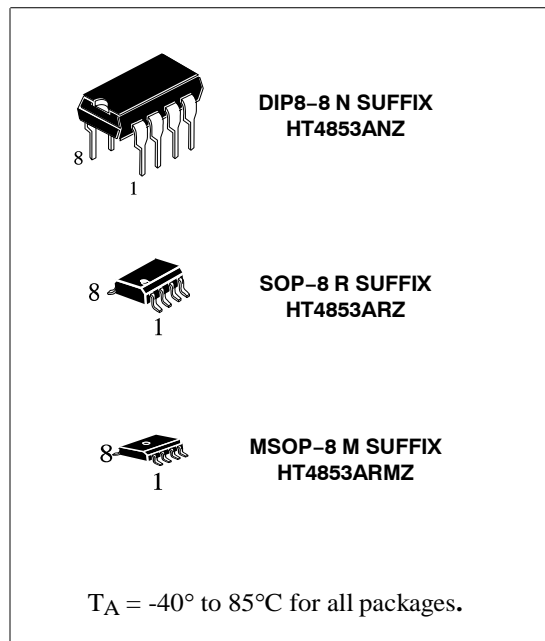 DIP8–8 N SUFFIX
HT4853ANZ
8
1
SOP–8 R SUFFIX
HT4853ARZ
8
1
MSOP–8 M SUFFIX
HT4853ARMZ
8
1
TA = -40° to 85°C for all packages.